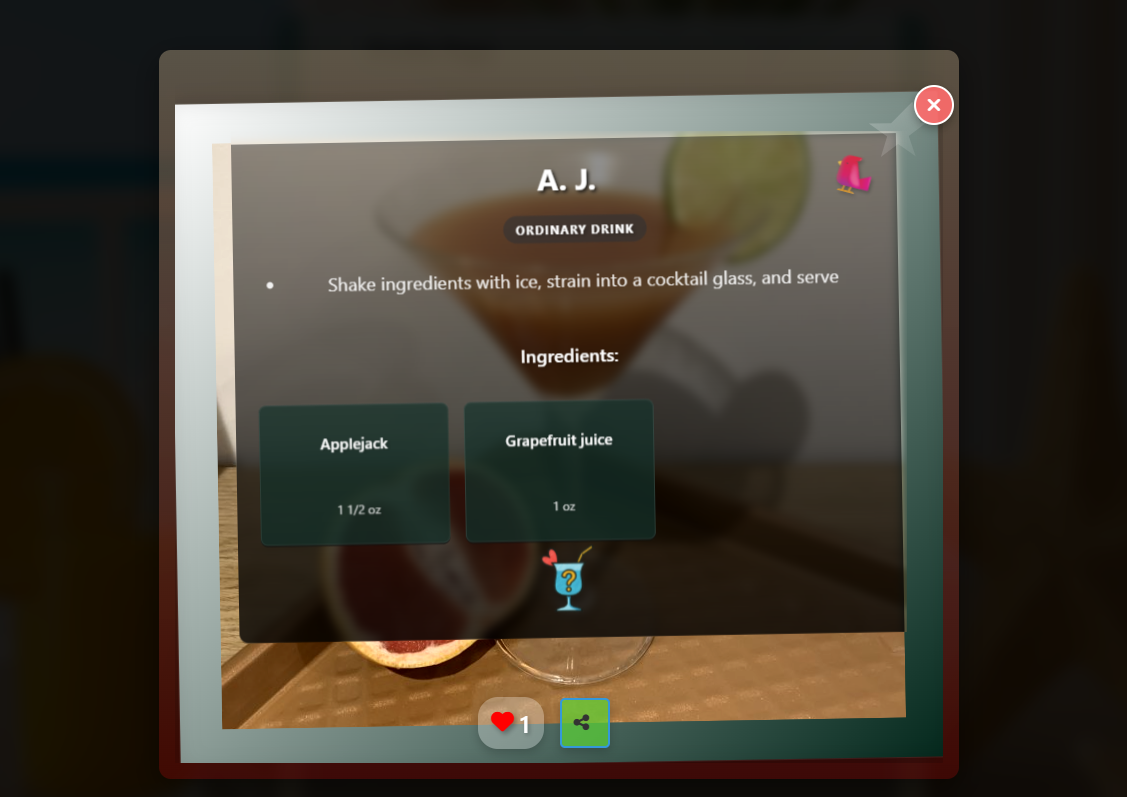 A. J.
ORDINARY DRINK
• Shake ingredients with ice, strain into a cocktail glass, and serve
Ingredients:
Applejack
1 1/2 oz
Grapefruit juice
1 oz
?
1